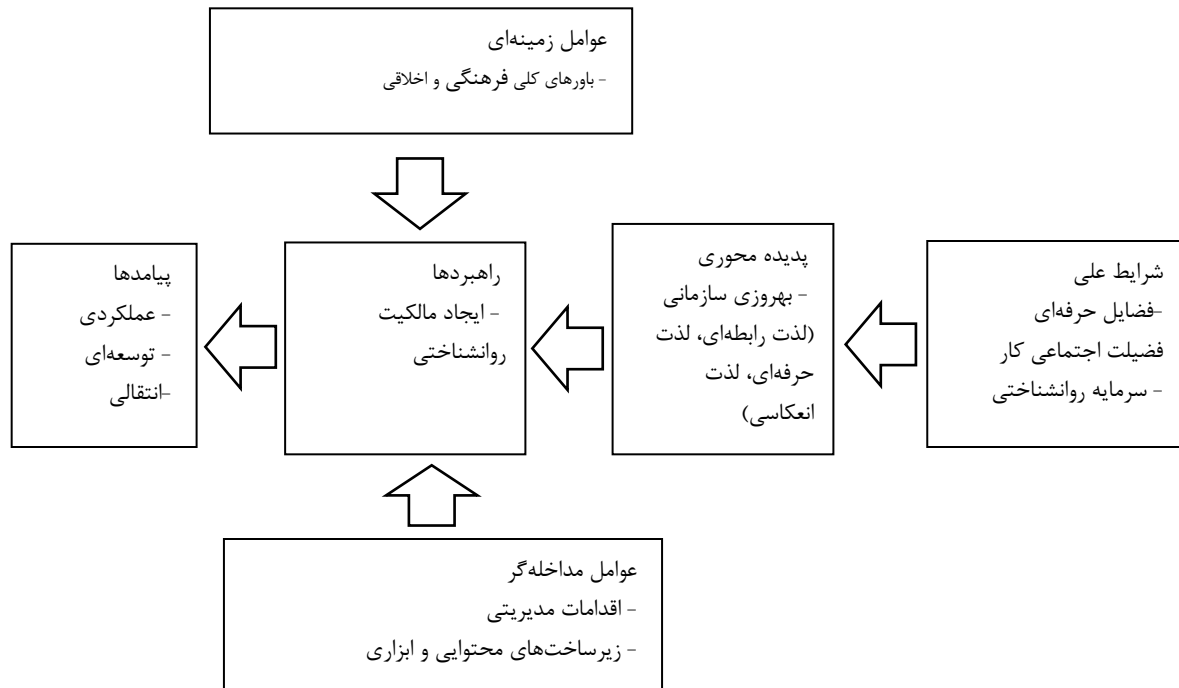 عوامل زمینه‌ای
- باورهای کلی فرهنگی و اخلاقی
شرایط علی
-فضایل حرفه‌ای
فضیلت اجتماعی کار
- سرمایه روانشناختی
پدیده محوری
- بهروزی سازمانی
(لذت رابطه‌ای، لذت
حرفه‌ای، لذت
انعکاسی)
راهبردها
- ایجاد مالکیت
روانشناختی
پیامدها
- عملکردی
- توسعه‌ای
-انتقالی
عوامل مداخله‌گر
- اقدامات مدیریتی
- زیرساخت‌های محتوایی و ابزاری